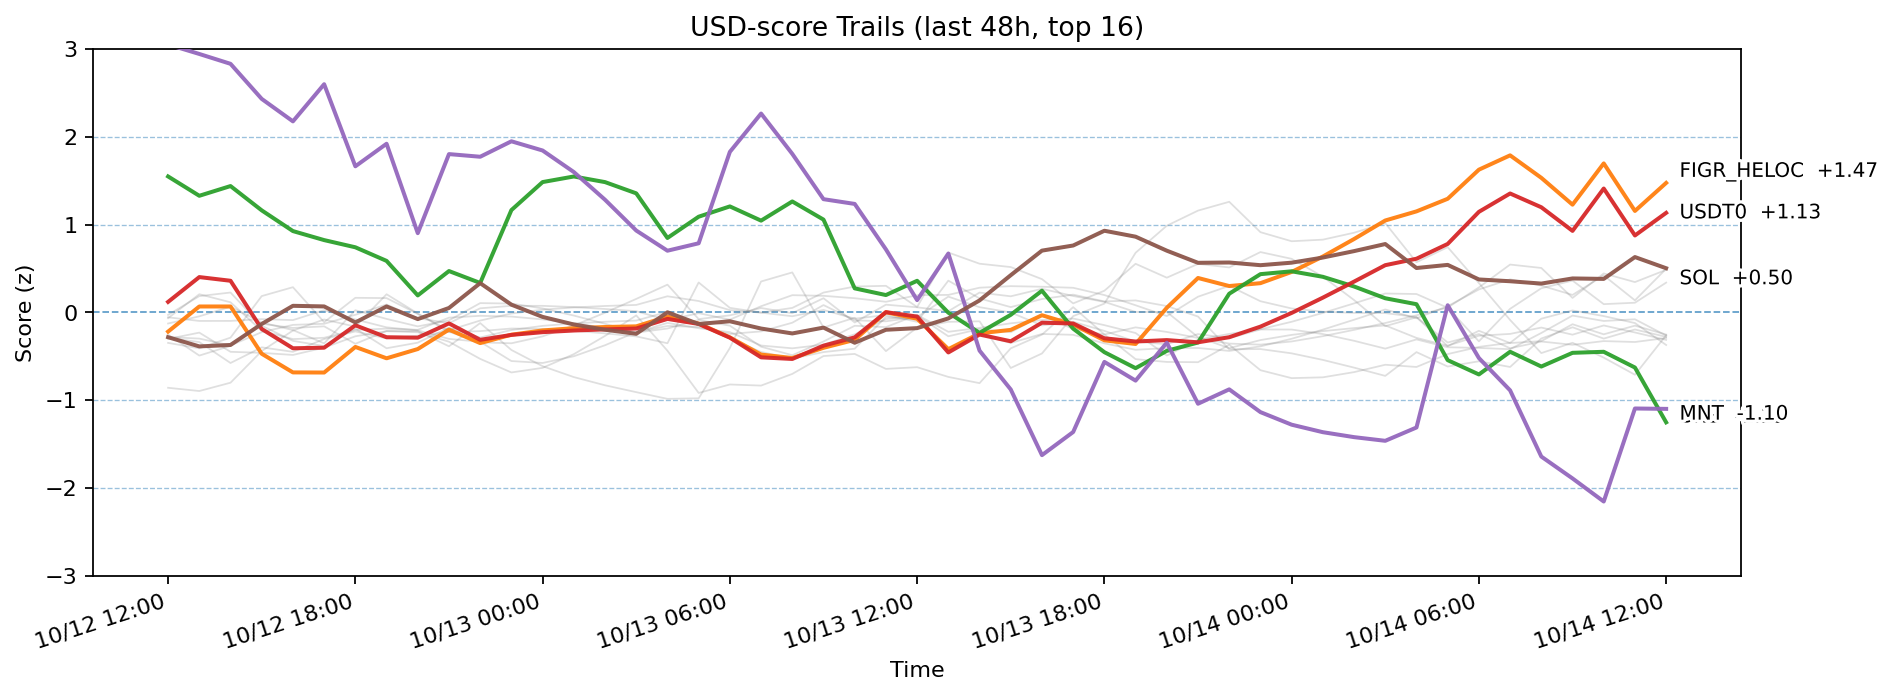 USD-score Trails (last 48h, top 16)
Score (z)
3
2
1
0
−1
−2
−3
FIGR_HELOC +1.47
USDT0 +1.13
SOL +0.50
MNT -1.10
10/12 12:00
10/12 18:00
10/13 00:00
10/13 06:00
10/13 12:00
10/13 18:00
10/14 00:00
10/14 06:00
10/14 12:00
Time